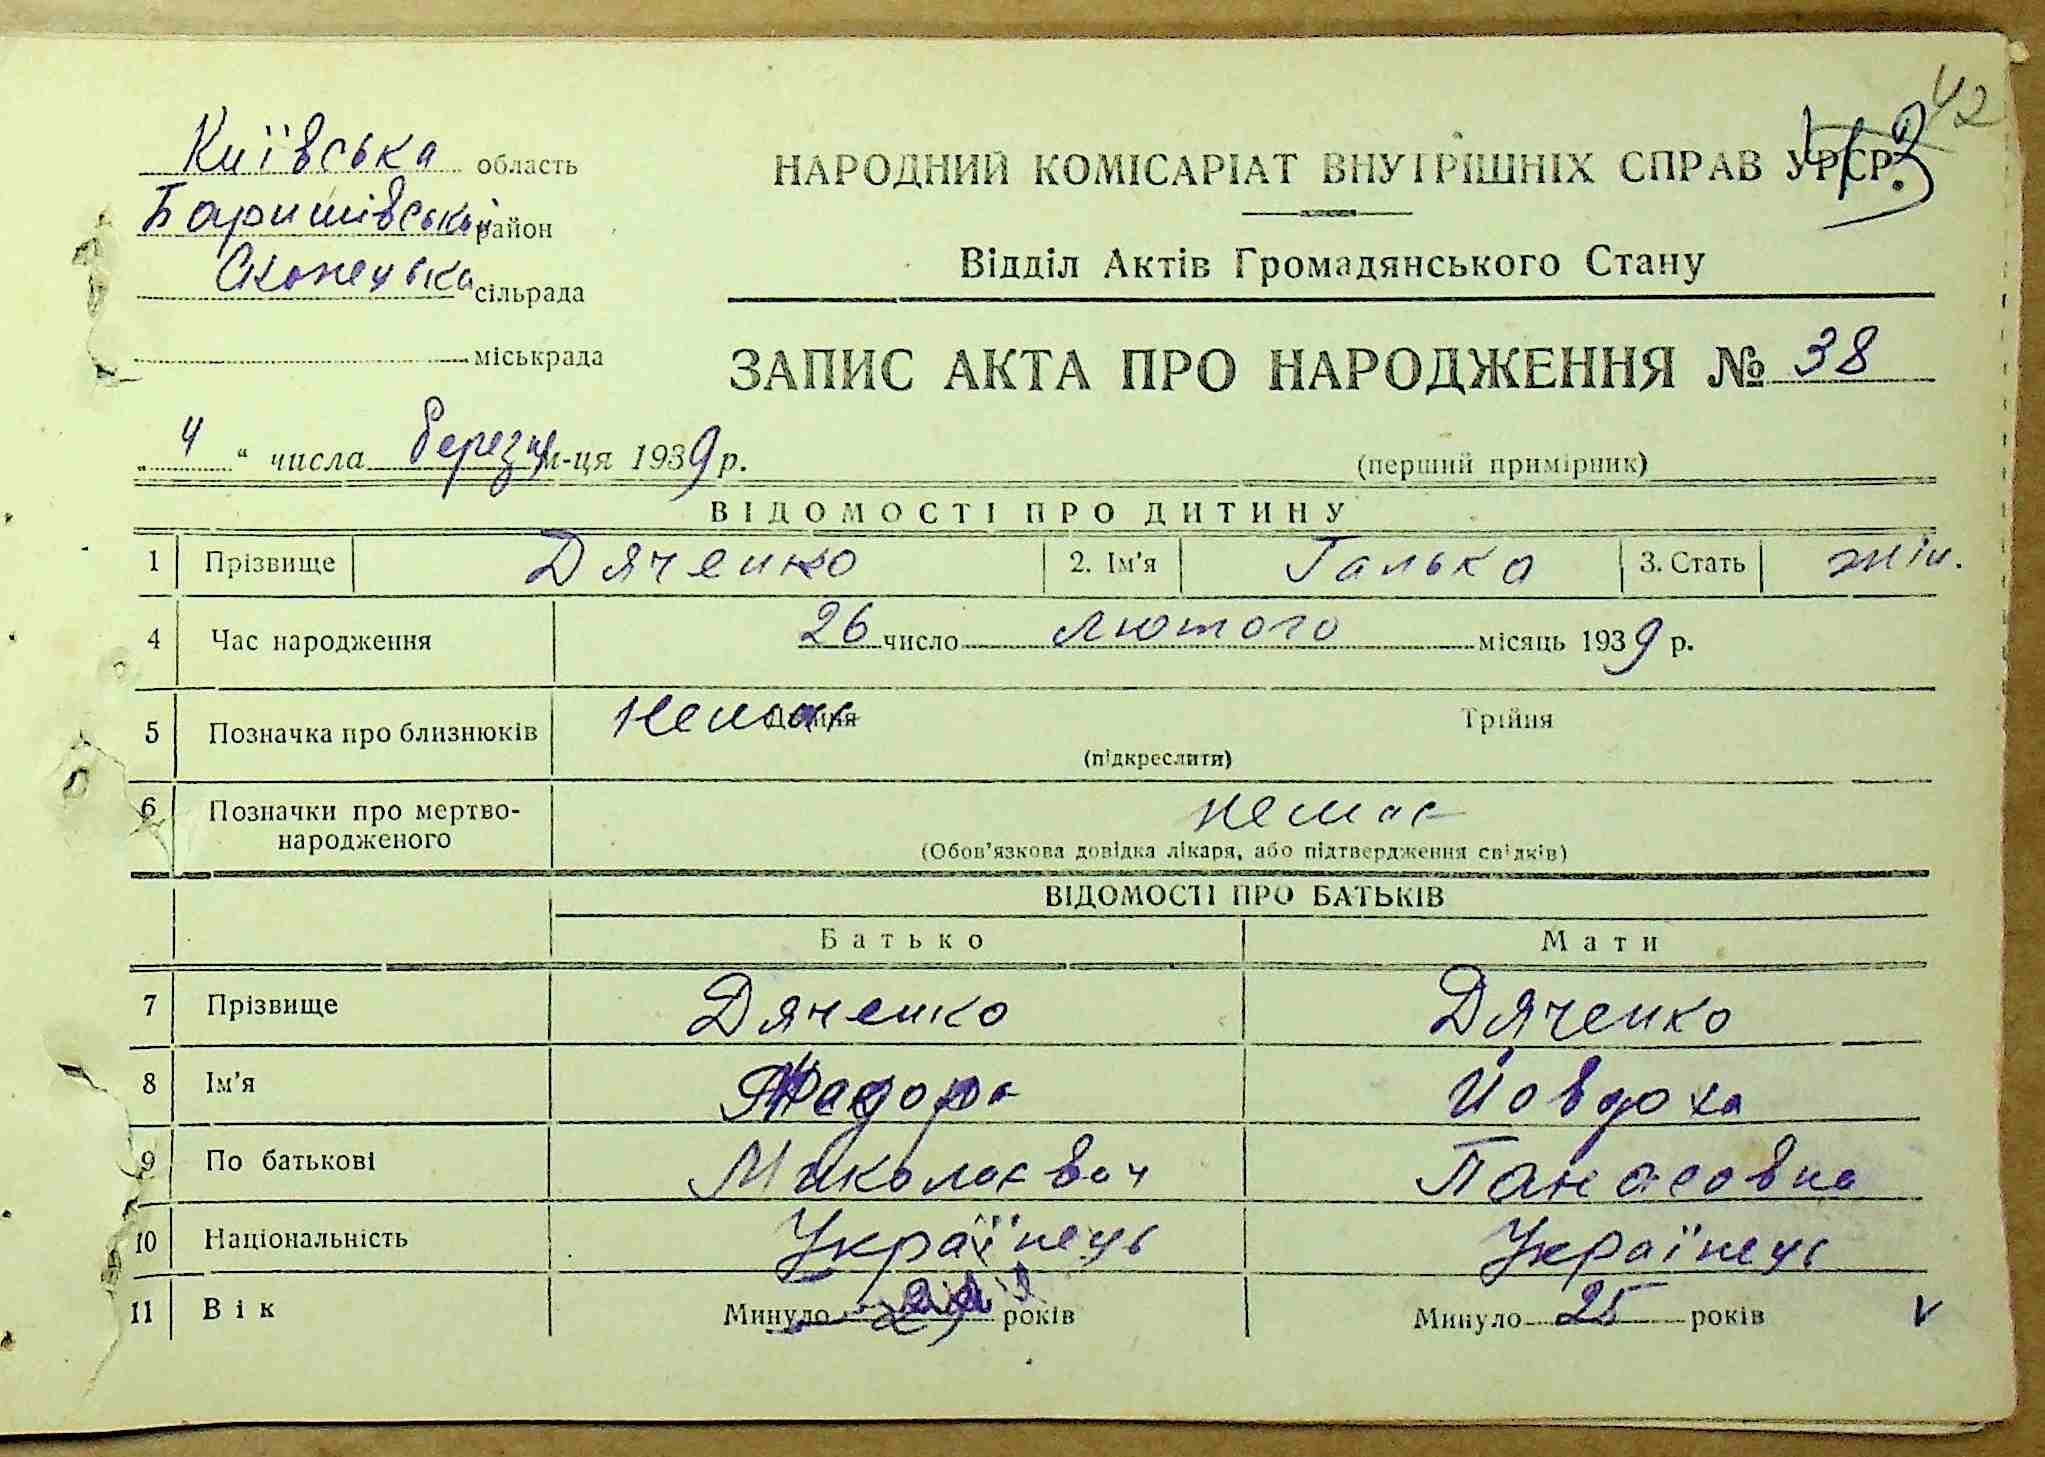 42
Київська область
Баришівський район
сільрада
міськрада
НАРОДНИЙ КОМІСАРІАТ ВНУТРІШНІХ СПРАВ УРСР.
Відділ Актів Громадянського Стану
ЗАПИС АКТА ПРО НАРОДЖЕННЯ № 38
„ 4 “ числа березня м-ця 1939 р.
(перший примірник)
ВІДОМОСТІ ПРО ДИТИНУ
1 Прізвище Дяченко 2. Ім'я Галька 3. Стать жін.
4 Час народження 26 число лютого місяць 1939 р.
5 Позначка про близнюків немає Двійня Трійня
(підкреслити)
6 Позначки про мертво-
народженого немає
(Обов'язкова довідка лікаря, або підтвердження свідків)
ВІДОМОСТІ ПРО БАТЬКІВ
Батько Мати
7 Прізвище Дяченко Дяченко
8 Ім'я Йовдоха
9 По батькові Миколаєвич Панасовна
10 Національність Українець Українець
11 Вік Минуло 29 років Минуло 25 років v